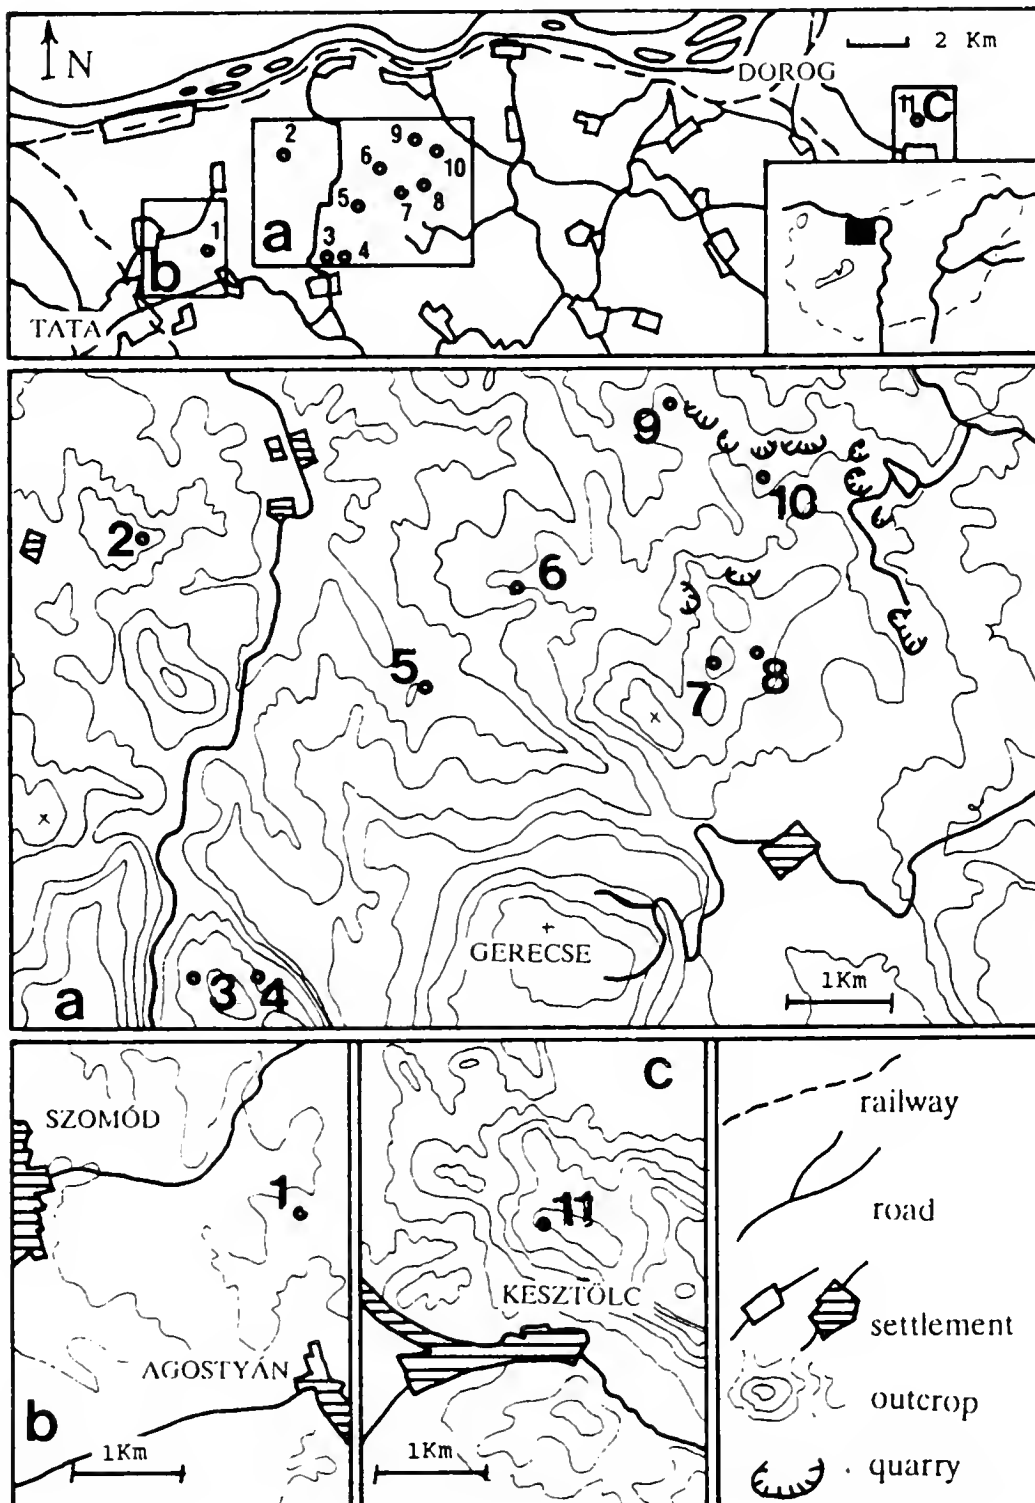 N
2 Km
DOROG
11
c
2
9
10
6
5
7
8
a
3
4
1
b
TATA
9
10
2
6
5
7
8
GERECSE
1Km
a
3
4
SZOMÓD
1
AGOSTYÁN
b
1Km
c
11
KESZTÖLC
1Km
railway
road
settlement
outcrop
quarry